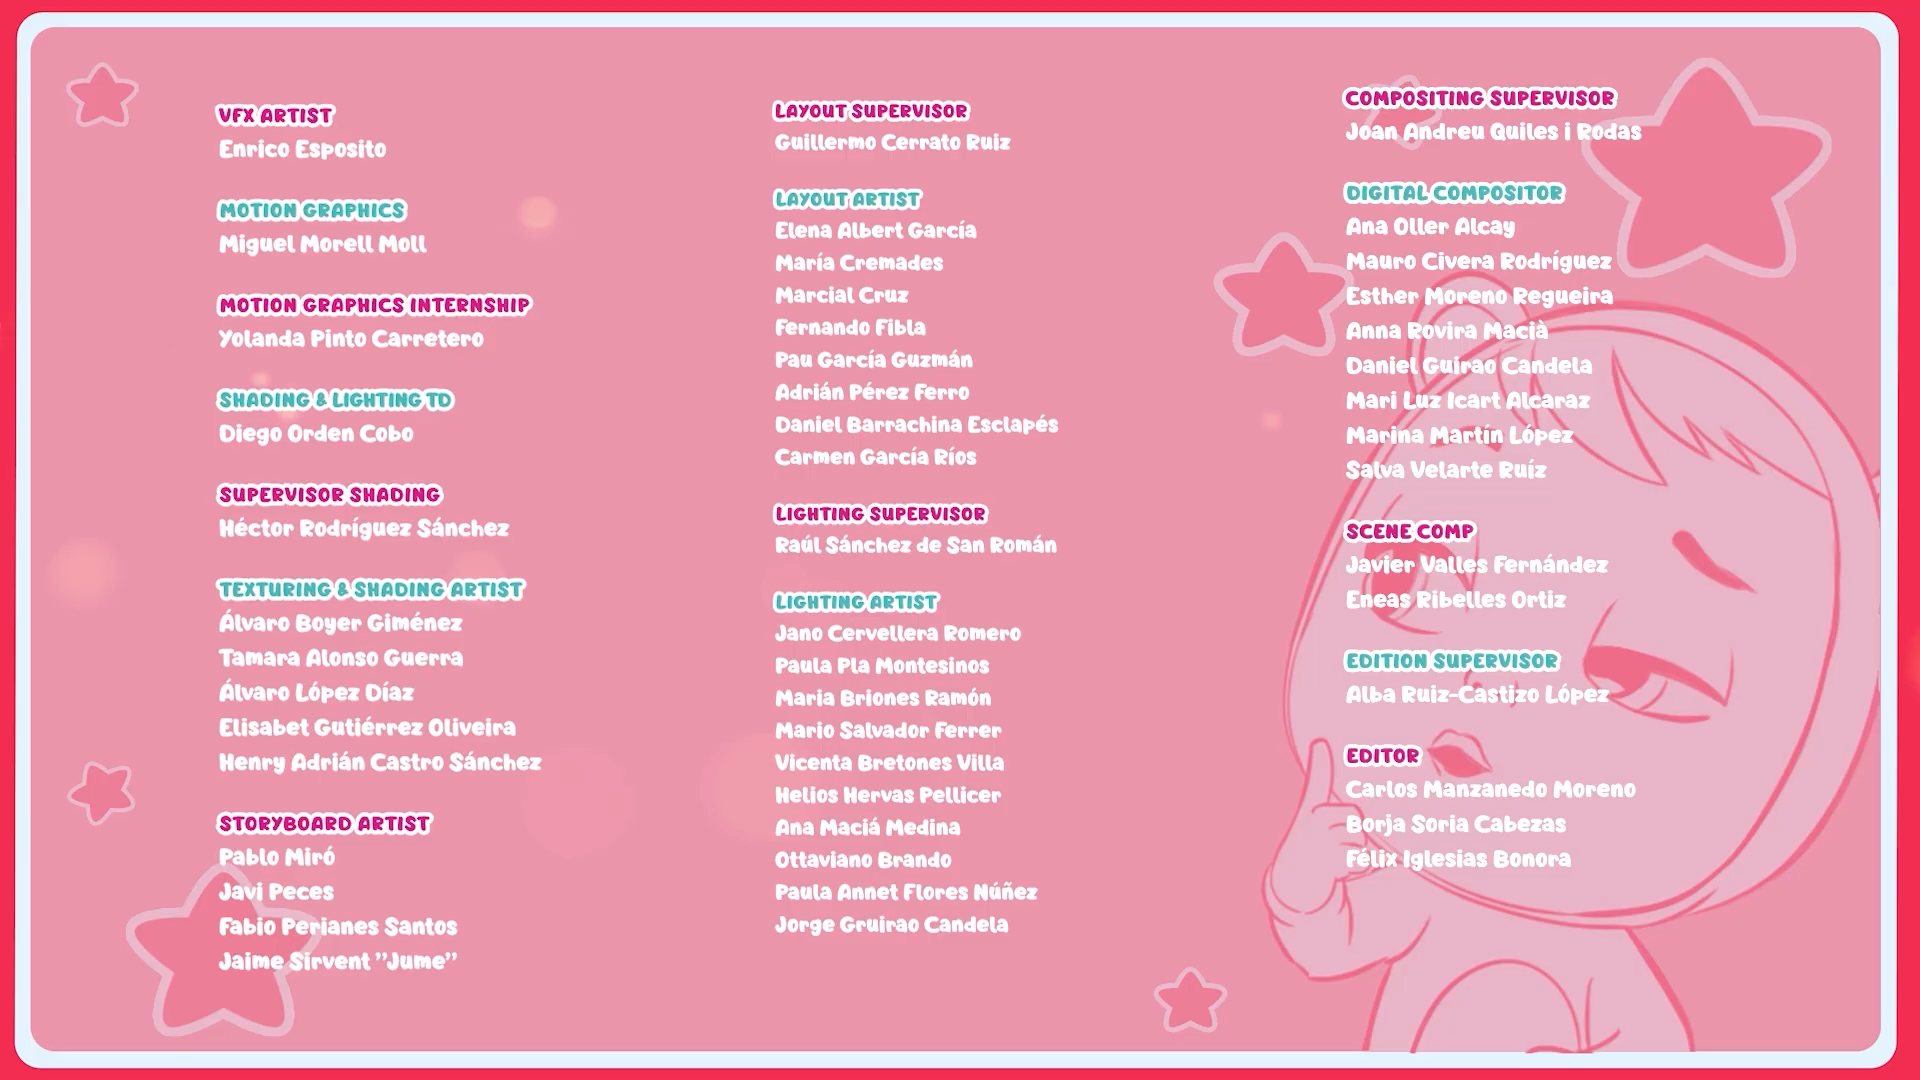 VFX ARTIST
Enrico Esposito
MOTION GRAPHICS
Miguel Morell Moll
MOTION GRAPHICS INTERNSHIP
Yolanda Pinto Carretero
SHADING & LIGHTING TD
Diego Orden Cobo
SUPERVISOR SHADING
Héctor Rodríguez Sánchez
TEXTURING & SHADING ARTIST
Álvaro Boyer Giménez
Tamara Alonso Guerra
Álvaro López Díaz
Elisabet Gutiérrez Oliveira
Henry Adrián Castro Sánchez
STORYBOARD ARTIST
Pablo Miró
Javi Peces
Fabio Perianes Santos
Jaime Sirvent ”Jume”
LAYOUT SUPERVISOR
Guillermo Cerrato Ruiz
LAYOUT ARTIST
Elena Albert García
María Cremades
Marcial Cruz
Fernando Fibla
Pau García Guzmán
Adrián Pérez Ferro
Daniel Barrachina Esclapés
Carmen García Ríos
LIGHTING SUPERVISOR
Raúl Sánchez de San Román
LIGHTING ARTIST
Jano Cervellera Romero
Paula Pla Montesinos
Maria Briones Ramón
Mario Salvador Ferrer
Vicenta Bretones Villa
Helios Hervas Pellicer
Ana Maciá Medina
Ottaviano Brando
Paula Annet Flores Núñez
Jorge Gruirao Candela
COMPOSITING SUPERVISOR
Joan Andreu Quiles i Rodas
DIGITAL COMPOSITOR
Ana Oller Alcay
Mauro Civera Rodríguez
Esther Moreno Regueira
Anna Rovira Macià
Daniel Guirao Candela
Mari Luz Icart Alcaraz
Marina Martín López
Salva Velarte Ruíz
SCENE COMP
Javier Valles Fernández
Eneas Ribelles Ortiz
EDITION SUPERVISOR
Alba Ruiz-Castizo López
EDITOR
Carlos Manzanedo Moreno
Borja Soria Cabezas
Félix Iglesias Bonora